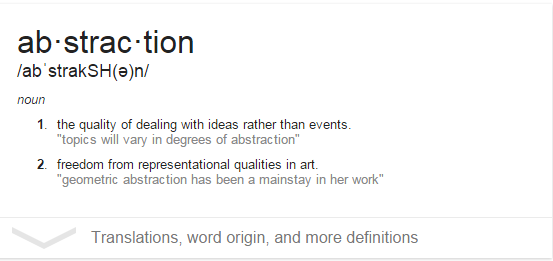 ab·strac·tion
/abˈstrakSH(ə)n/
noun
1. the quality of dealing with ideas rather than events.
"topics will vary in degrees of abstraction"
2. freedom from representational qualities in art.
"geometric abstraction has been a mainstay in her work"
Translations, word origin, and more definitions